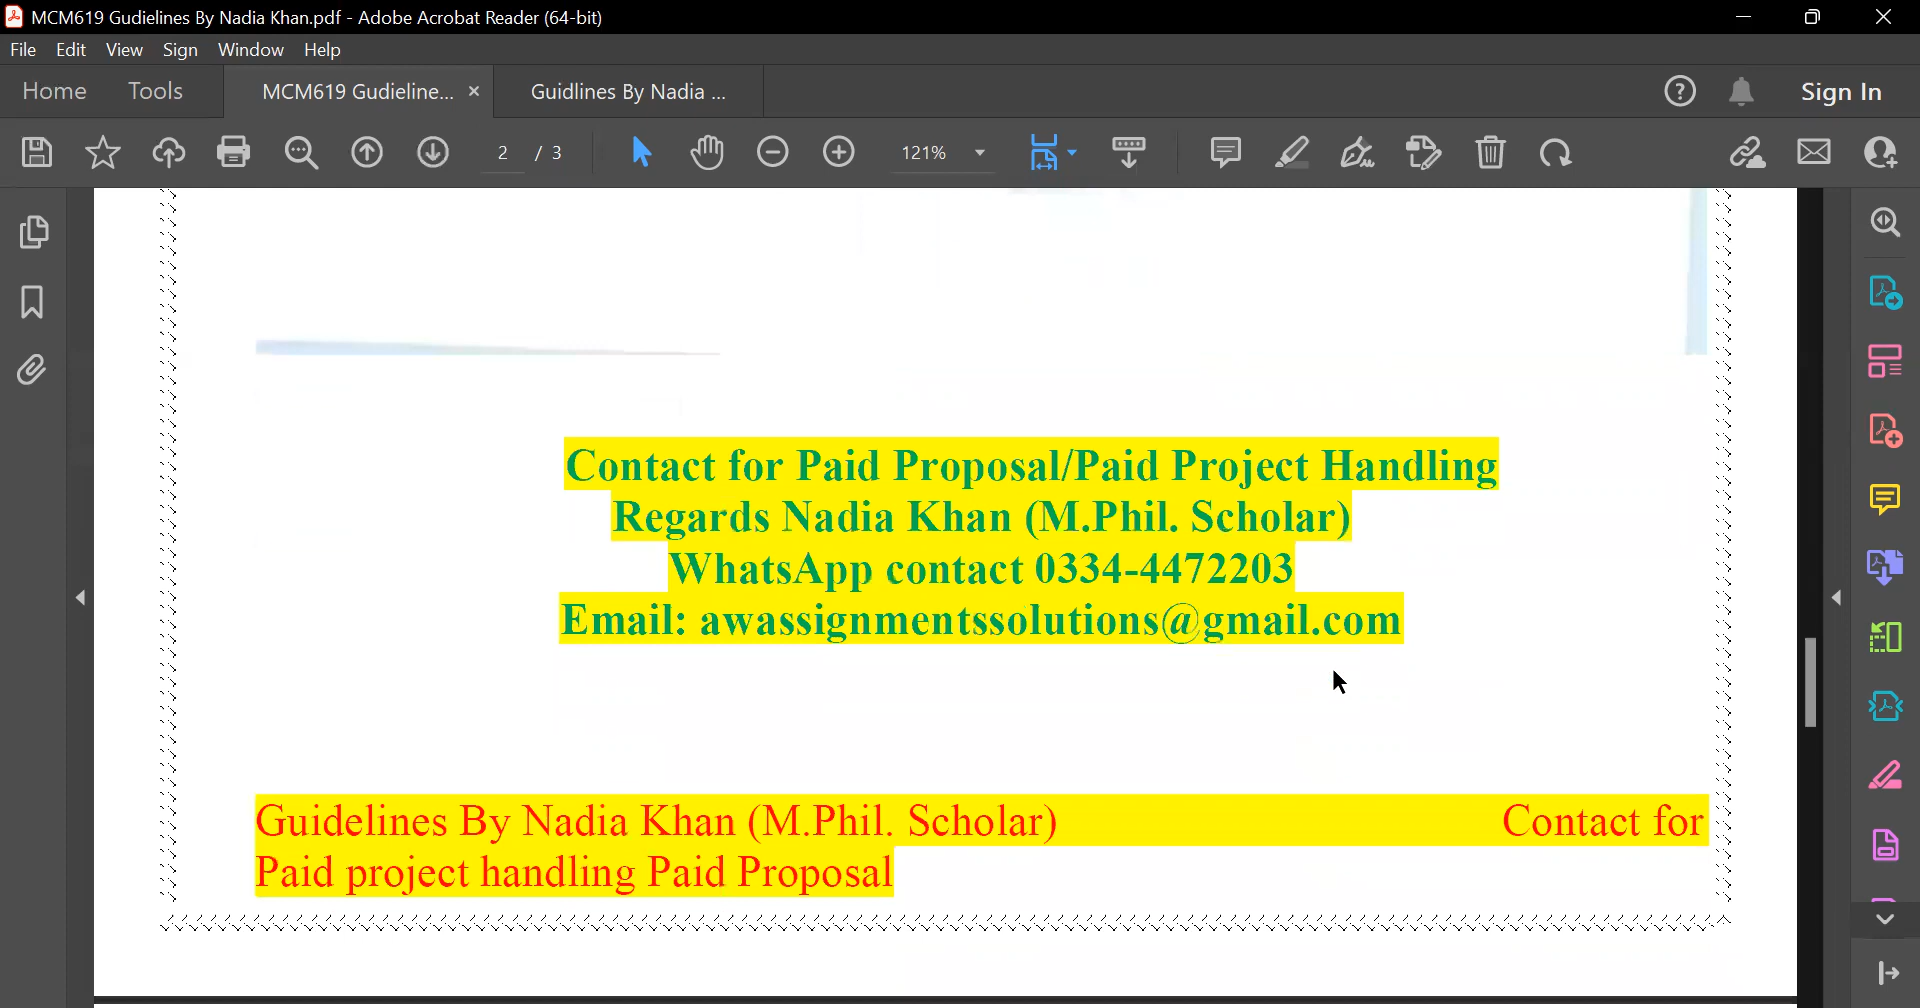 MCM619 Gudielines By Nadia Khan.pdf - Adobe Acrobat Reader (64-bit)
File Edit View Sign Window Help
Home Tools MCM619 Gudieline... × Guidlines By Nadia ... Sign In
2 / 3 121%
Contact for Paid Proposal/Paid Project Handling
Regards Nadia Khan (M.Phil. Scholar)
WhatsApp contact 0334-4472203
Email: awassignmentssolutions@gmail.com
Guidelines By Nadia Khan (M.Phil. Scholar) Contact for
Paid project handling Paid Proposal